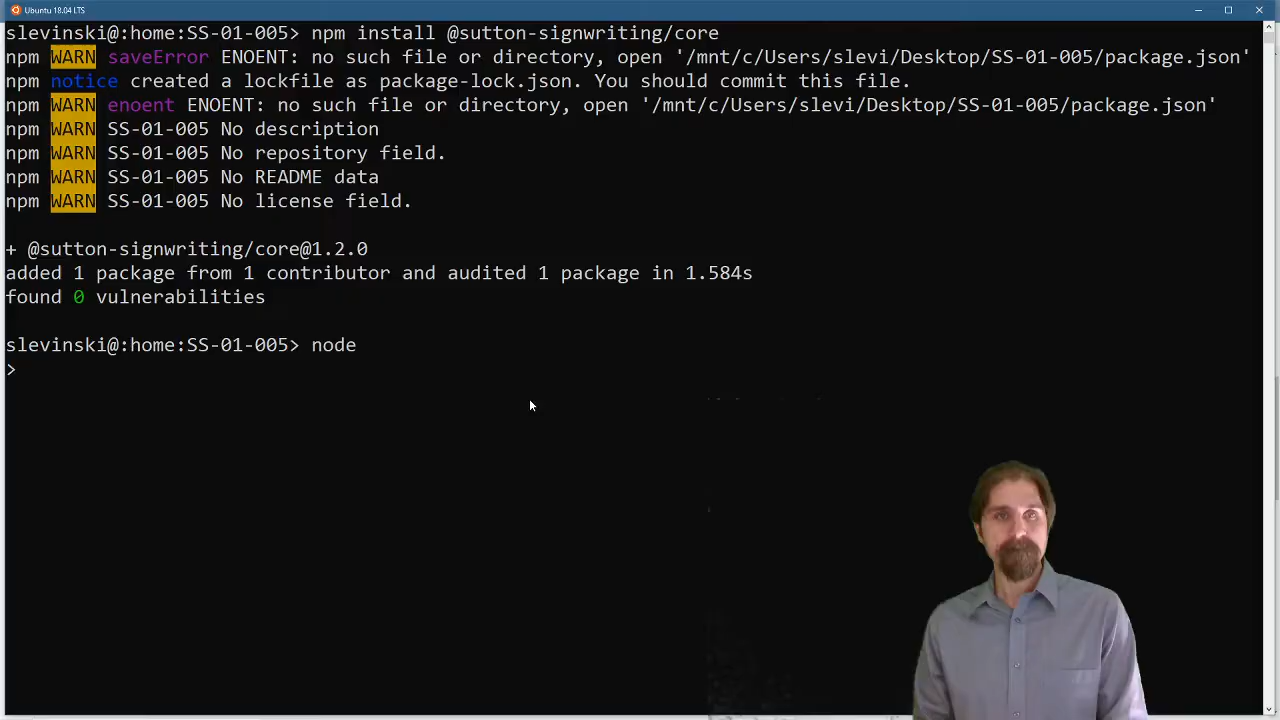 Ubuntu 18.04 LTS
slevinski@:home:SS-01-005> npm install @sutton-signwriting/core
npm WARN saveError ENOENT: no such file or directory, open '/mnt/c/Users/slevi/Desktop/SS-01-005/package.json'
npm notice created a lockfile as package-lock.json. You should commit this file.
npm WARN enoent ENOENT: no such file or directory, open '/mnt/c/Users/slevi/Desktop/SS-01-005/package.json'
npm WARN SS-01-005 No description
npm WARN SS-01-005 No repository field.
npm WARN SS-01-005 No README data
npm WARN SS-01-005 No license field.
+ @sutton-signwriting/core@1.2.0
added 1 package from 1 contributor and audited 1 package in 1.584s
found 0 vulnerabilities
slevinski@:home:SS-01-005> node
>